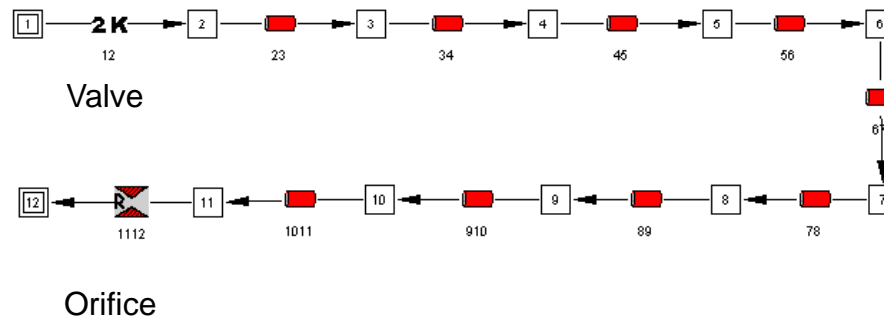 1 2K 2 3 4 5 6
12 23 34 45 56
Valve
67
12 R 11 10 9 8 7
1112 1011 910 89 78
Orifice